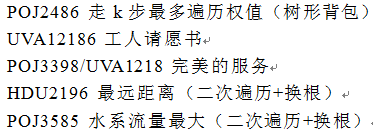 POJ2486 走 k 步最多遍历权值（树形背包）
UVA12186 工人请愿书
POJ3398/UVA1218 完美的服务
HDU2196 最远距离（二次遍历+换根）
POJ3585 水系流量最大（二次遍历+换根）